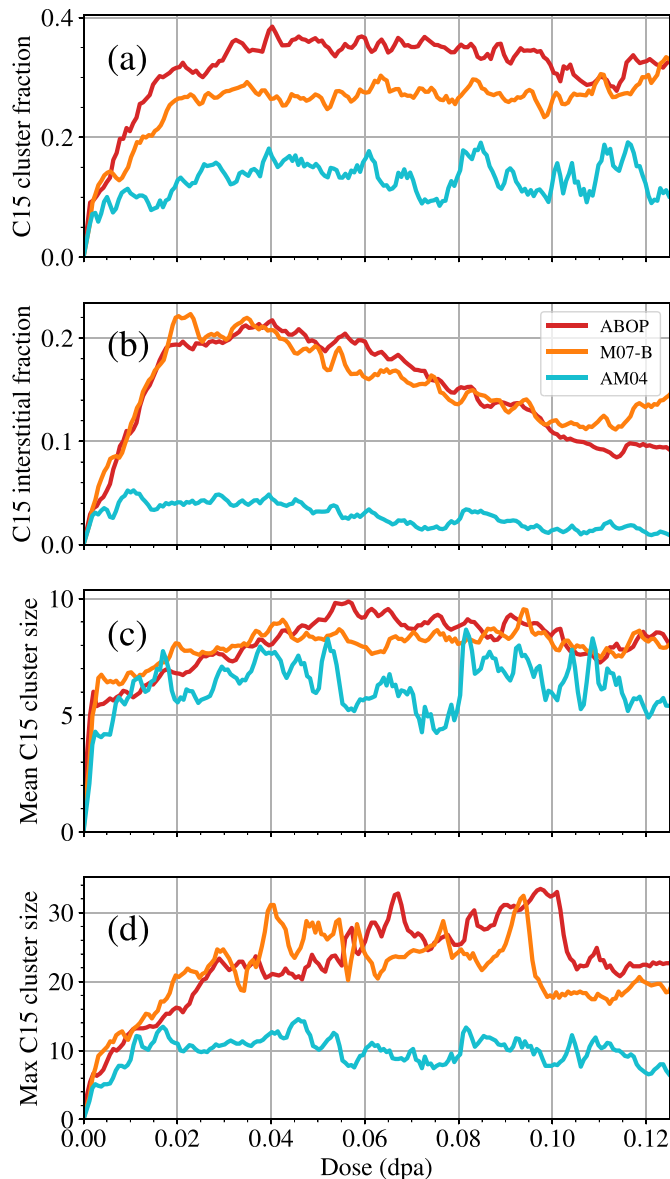 0.4
(a)
C15 cluster fraction
0.2
0.0
(b)
ABOP
M07-B
AM04
C15 interstitial fraction
0.2
0.1
0.0
10
(c)
Mean C15 cluster size
5
0
(d)
Max C15 cluster size
30
20
10
0
0.00 0.02 0.04 0.06 0.08 0.10 0.12
Dose (dpa)